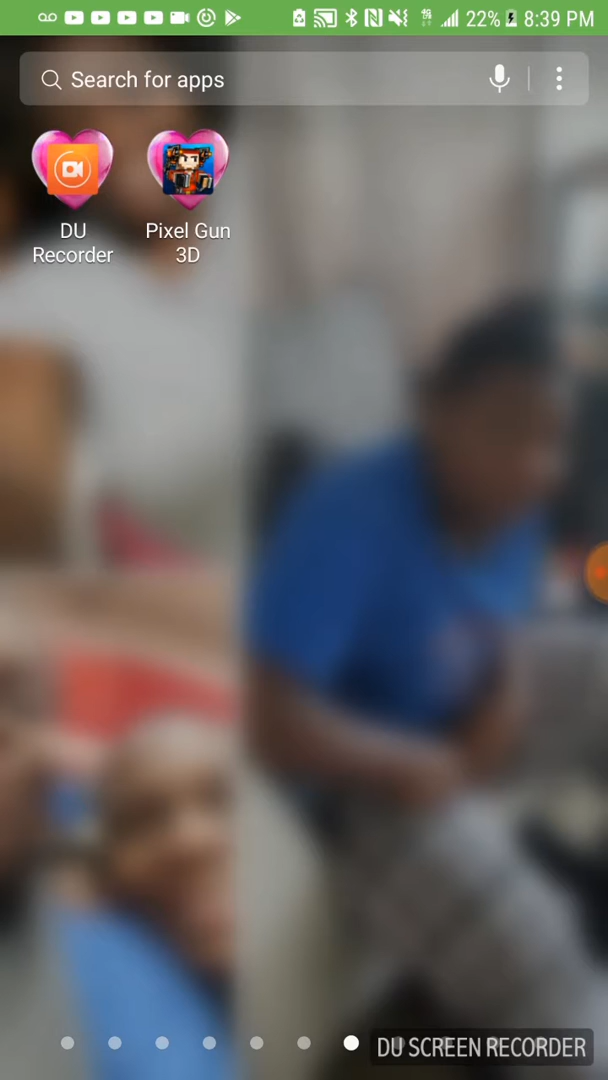 22% 8:39 PM
Search for apps
DU
Recorder
Pixel Gun
3D
DU SCREEN RECORDER